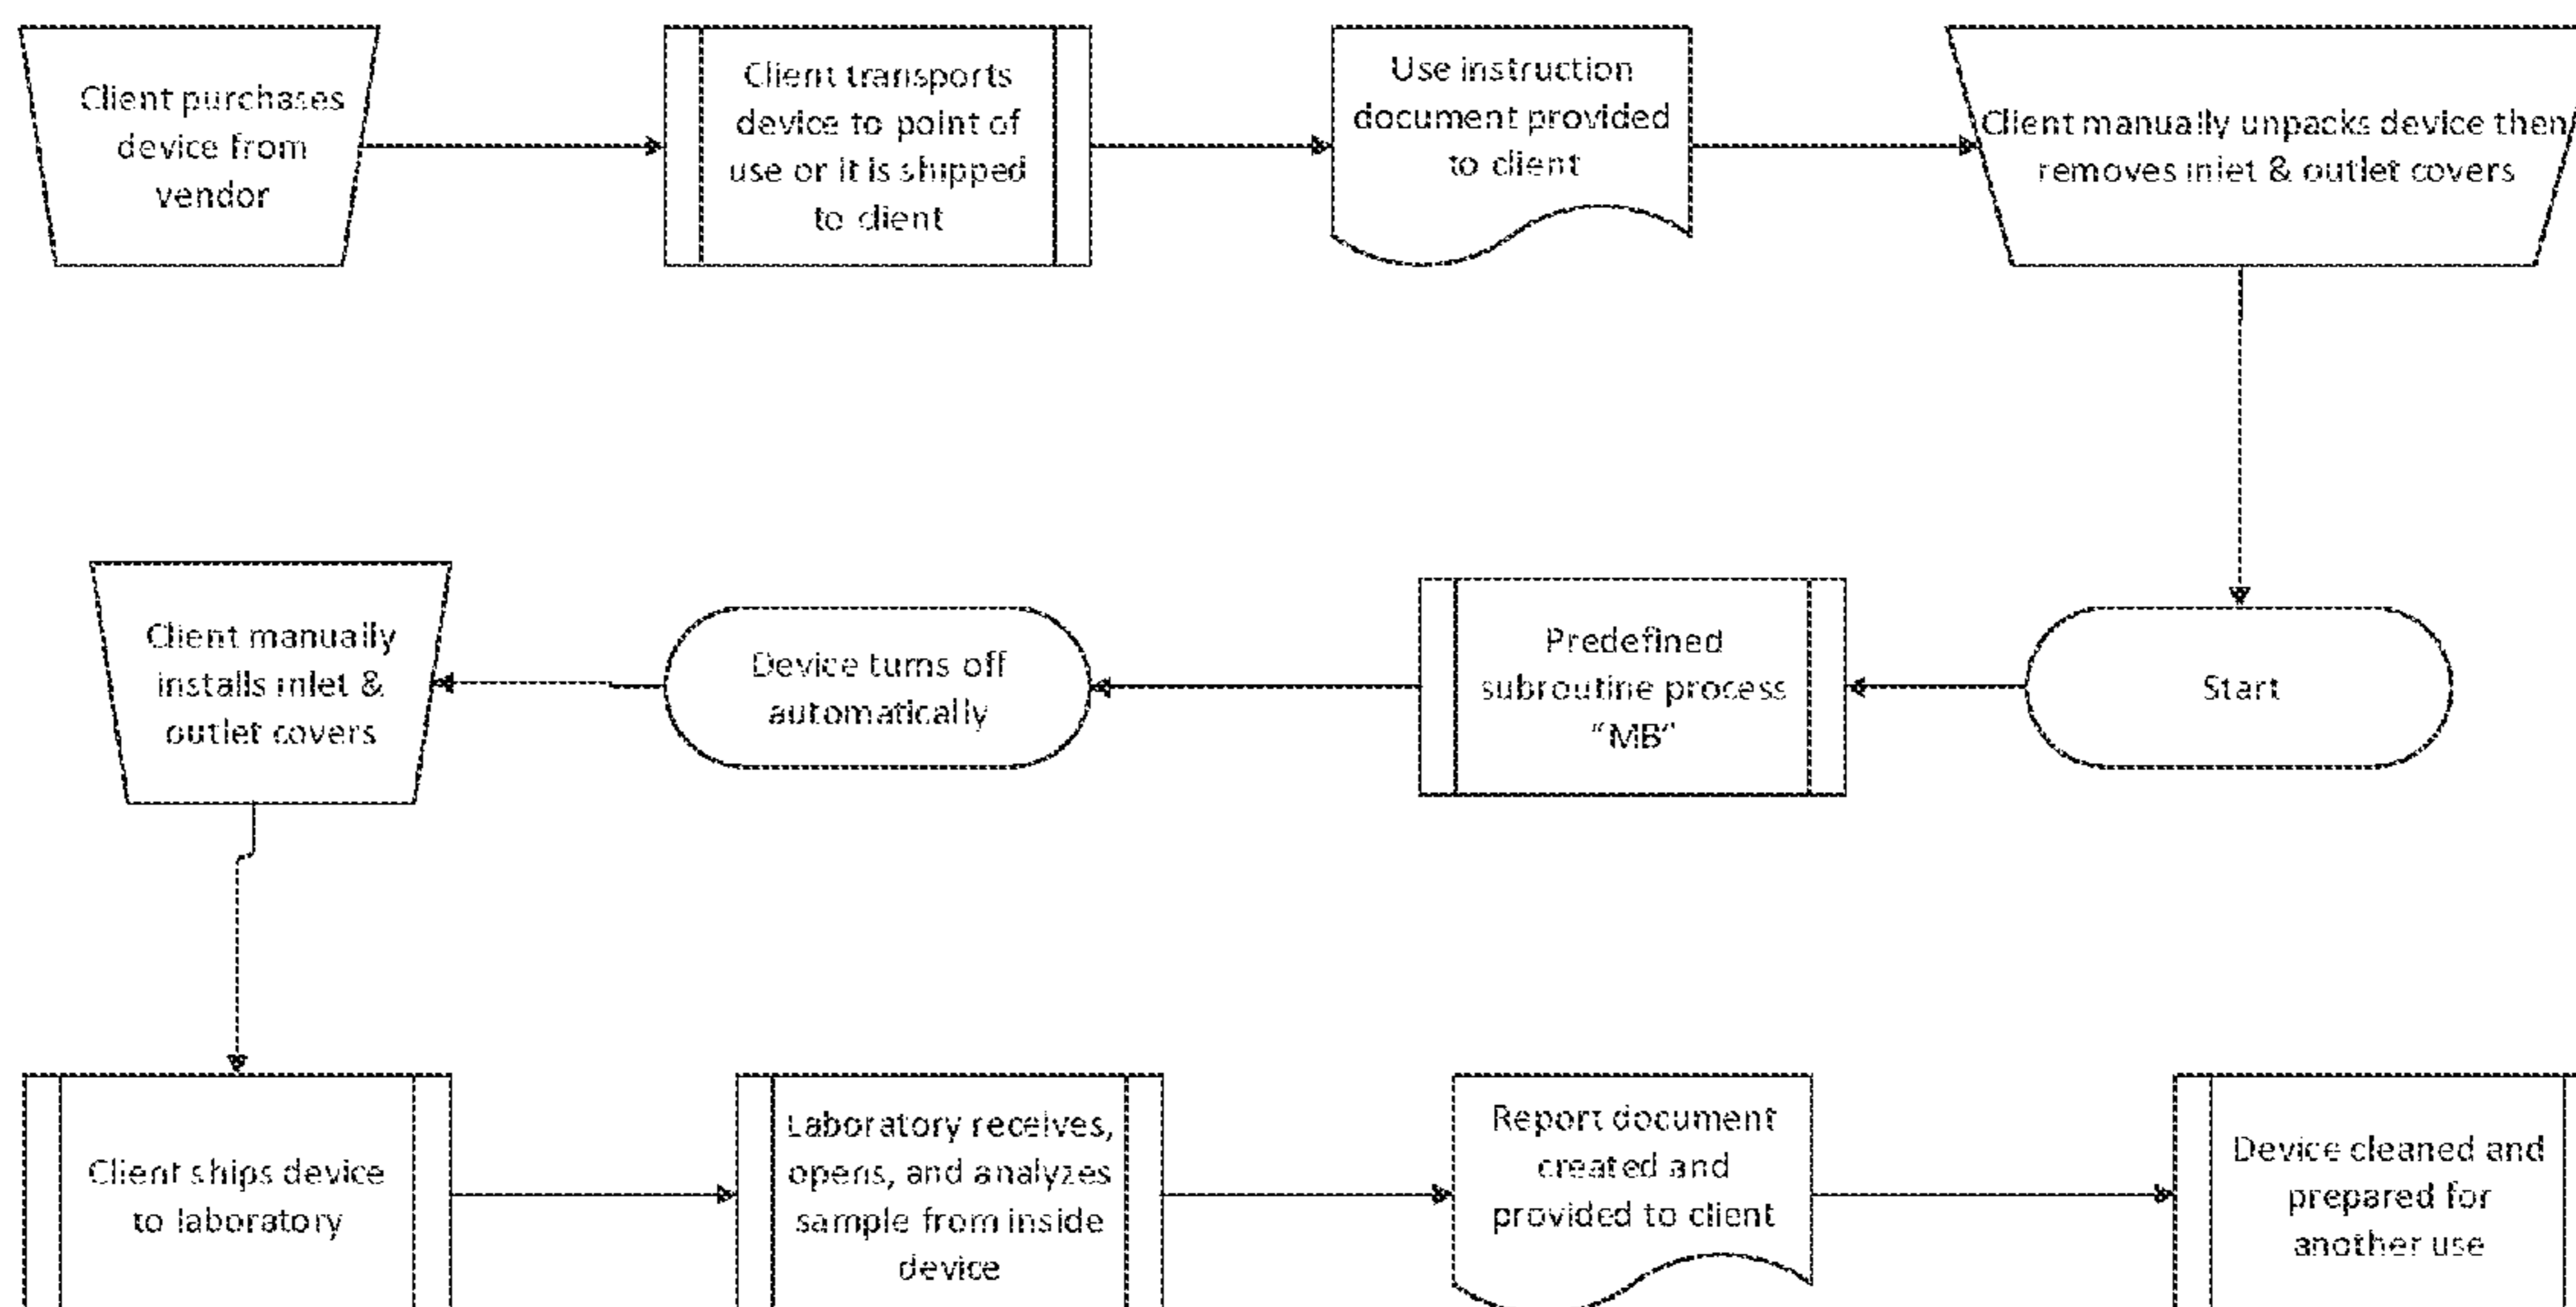 Client purchases
device from
vendor
Client transports
device to point of
use or it is shipped
to client
Use instruction
document provided
to client
Client manually unpacks device then
removes inlet & outlet covers
Client manually
installs inlet &
outlet covers
Device turns off
automatically
Predefined
subroutine process
“MB”
Start
Client ships device
to laboratory
Laboratory receives,
opens, and analyzes
sample from inside
device
Report document
created and
provided to client
Device cleaned and
prepared for
another use